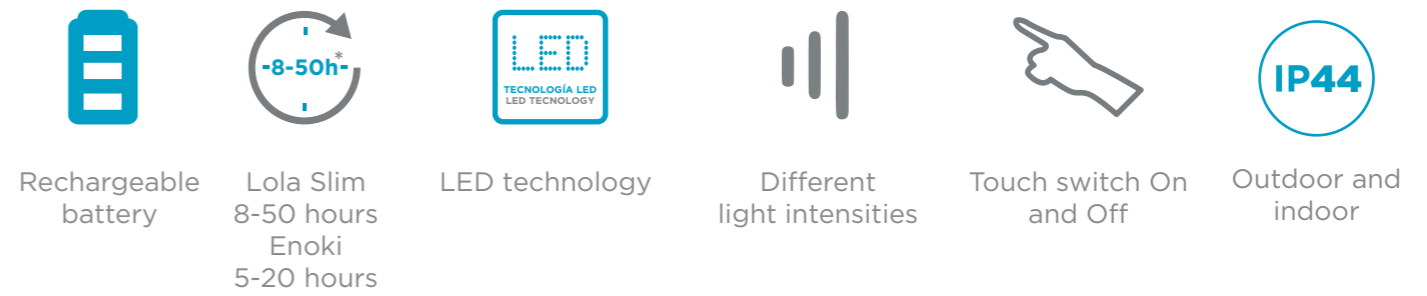 -8-50h-*
LED
TECNOLOGÍA LED
LED TECNOLOGY
IP44
Rechargeable
battery
Lola Slim
8-50 hours
Enoki
5-20 hours
LED technology
Different
light intensities
Touch switch On
and Off
Outdoor and
indoor